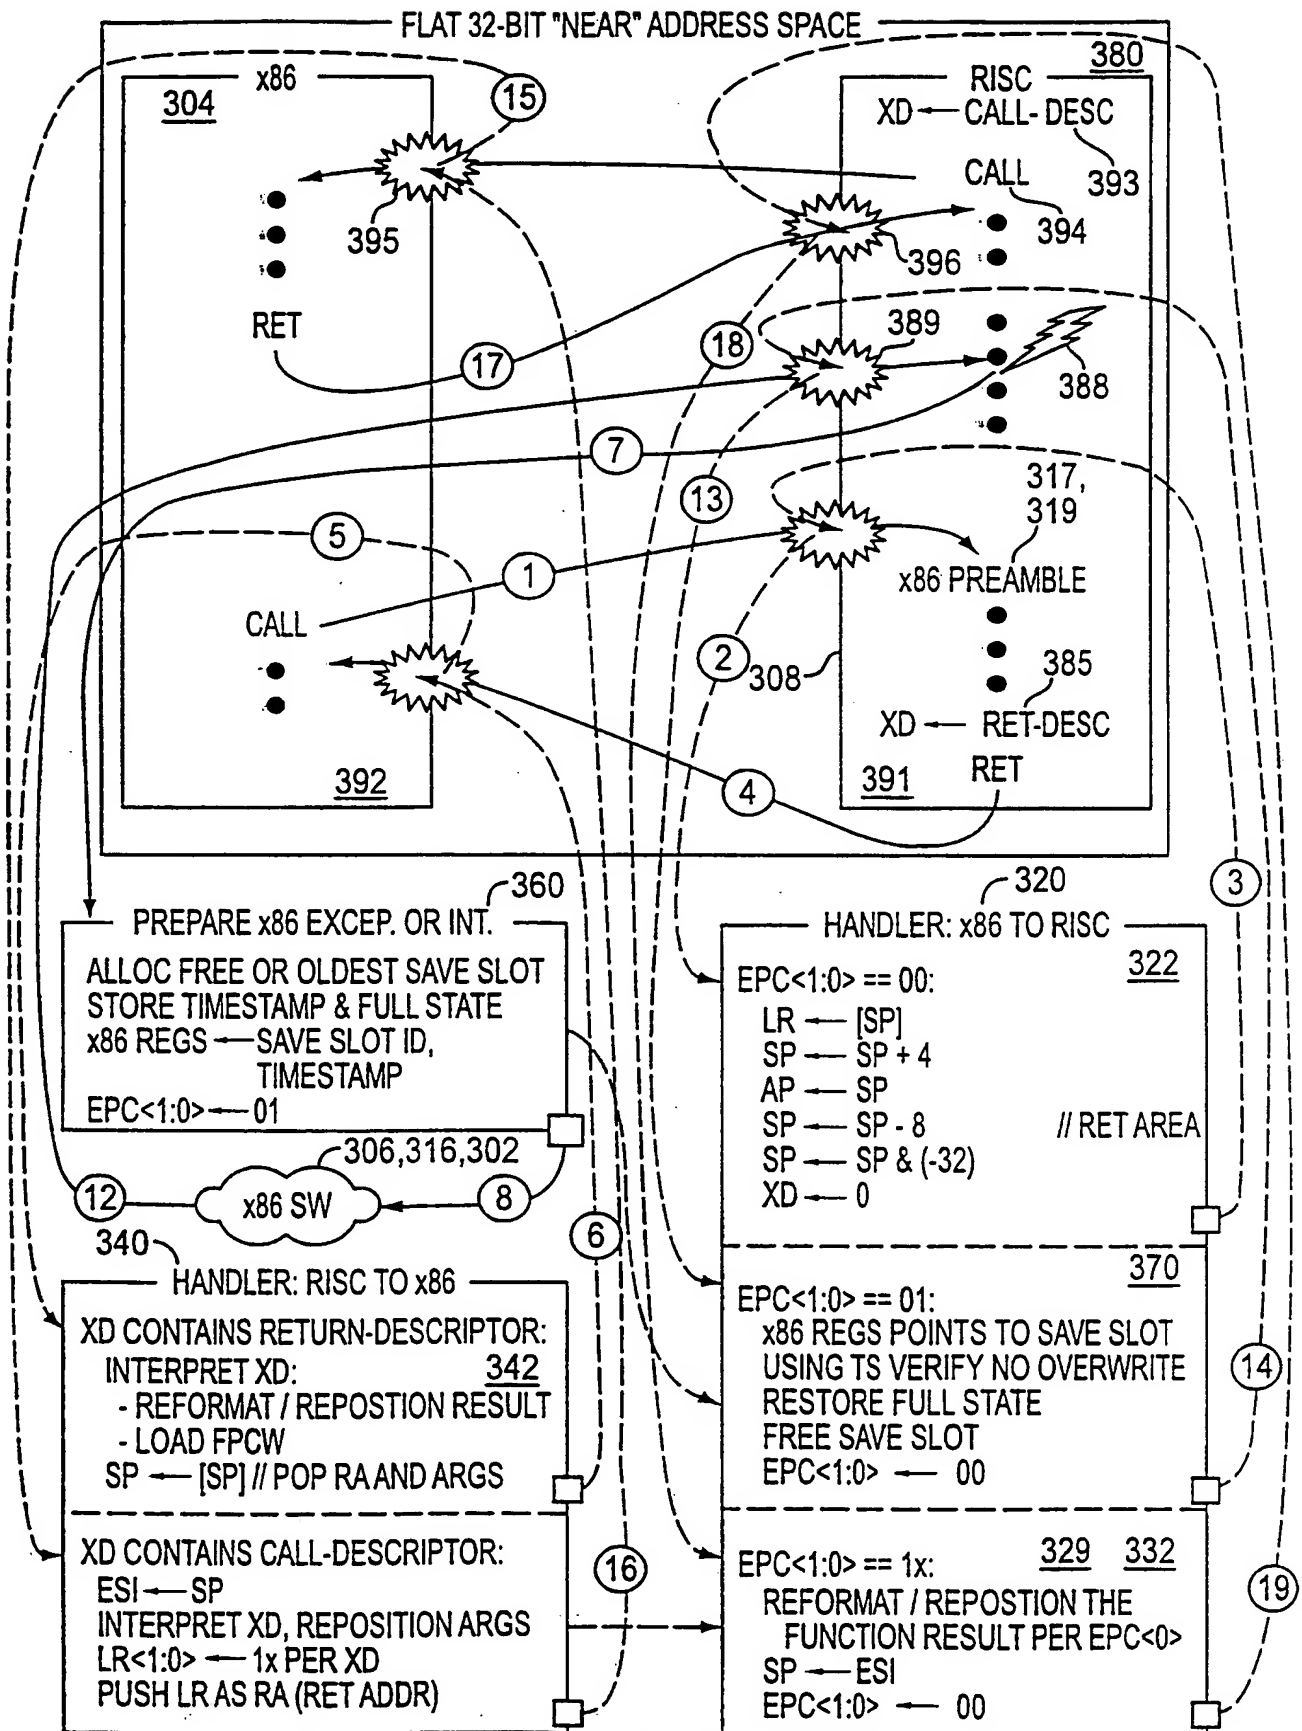 FLAT 32-BIT "NEAR" ADDRESS SPACE
x86
304
15
395
RET
17
5
1
CALL
392
380
RISC
XD ← CALL- DESC
393
CALL
394
396
18
389
388
7
13
317,
319
x86 PREAMBLE
2
308
385
XD ← RET-DESC
RET
391
4
3
360
PREPARE x86 EXCEP. OR INT.
ALLOC FREE OR OLDEST SAVE SLOT
STORE TIMESTAMP & FULL STATE
x86 REGS ← SAVE SLOT ID,
TIMESTAMP
EPC<1:0> ← 01
306,316,302
12
x86 SW
8
6
340
HANDLER: RISC TO x86
XD CONTAINS RETURN-DESCRIPTOR:
INTERPRET XD: 342
- REFORMAT / REPOSTION RESULT
- LOAD FPCW
SP ← [SP] // POP RA AND ARGS
XD CONTAINS CALL-DESCRIPTOR:
ESI ← SP
INTERPRET XD, REPOSITION ARGS
LR<1:0> ← 1x PER XD
PUSH LR AS RA (RET ADDR)
16
320
HANDLER: x86 TO RISC
322
EPC<1:0> == 00:
LR ← [SP]
SP ← SP + 4
AP ← SP
SP ← SP - 8 // RET AREA
SP ← SP & (-32)
XD ← 0
370
EPC<1:0> == 01:
x86 REGS POINTS TO SAVE SLOT
USING TS VERIFY NO OVERWRITE
RESTORE FULL STATE
FREE SAVE SLOT
EPC<1:0> ← 00
14
EPC<1:0> == 1x: 329 332
REFORMAT / REPOSTION THE
FUNCTION RESULT PER EPC<0>
SP ← ESI
EPC<1:0> ← 00
19